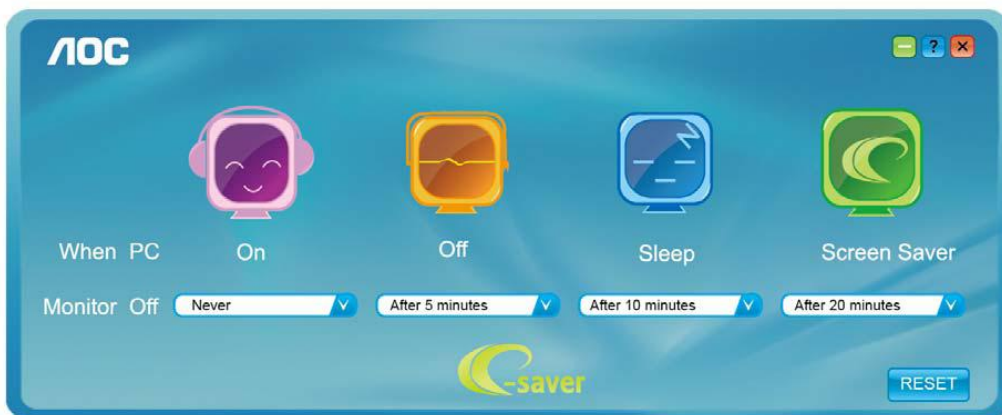 AOC
?
When PC On Off Sleep Screen Saver
Monitor Off Never After 5 minutes After 10 minutes After 20 minutes
e-saver
RESET